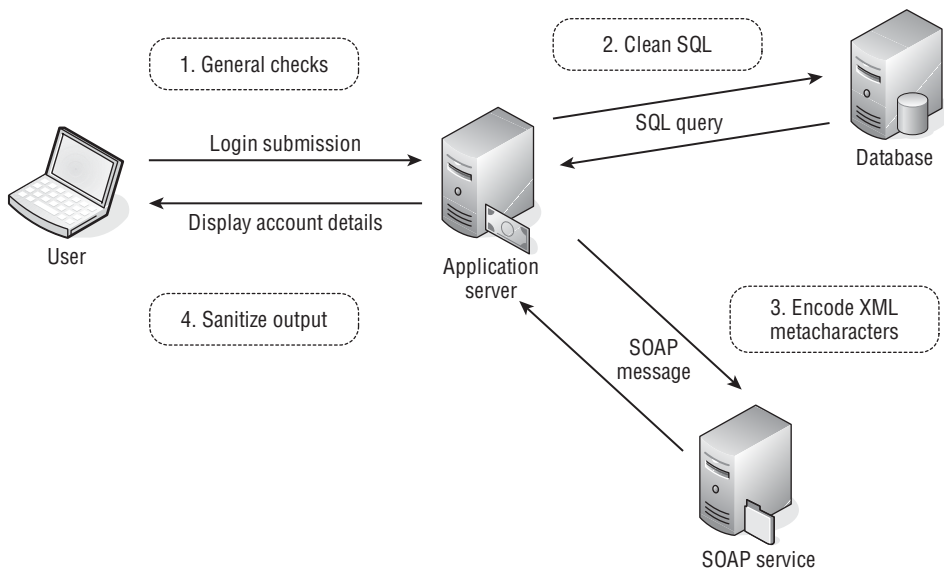 1. General checks
2. Clean SQL
Login submission
SQL query
Display account details
Database
User
Application
server
4. Sanitize output
3. Encode XML
metacharacters
SOAP
message
SOAP service